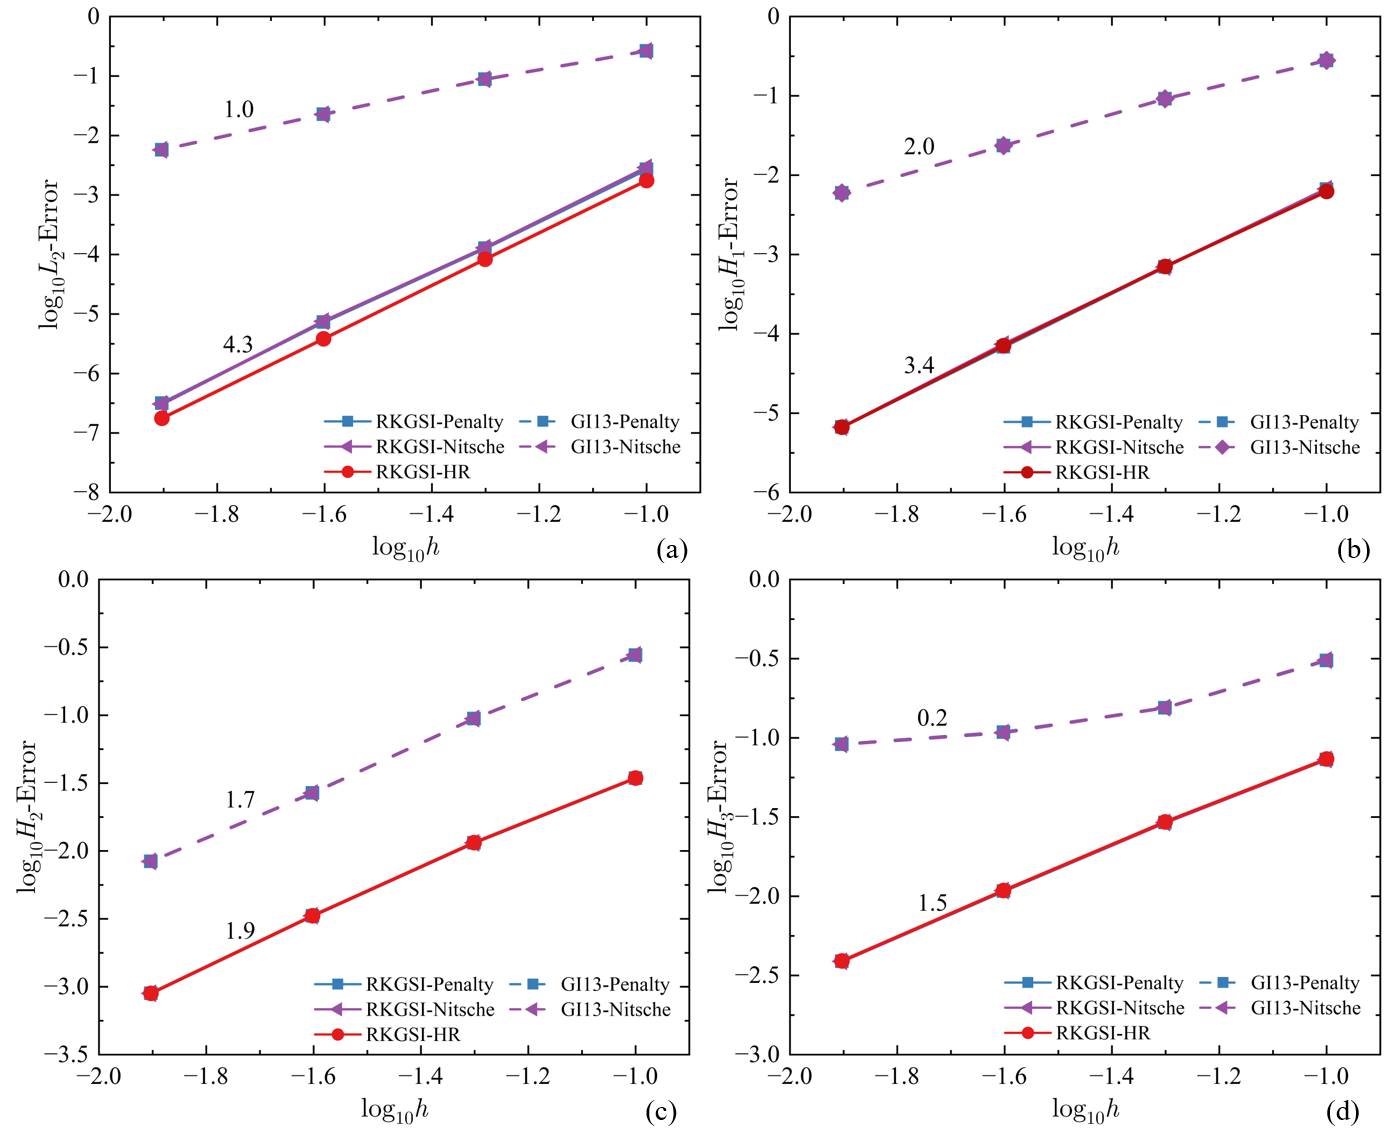 0
−1
−2
−3
−4
−5
−6
−7
−8
log₁₀L₂-Error
1.0
4.3
RKGSI-Penalty GI13-Penalty
RKGSI-Nitsche GI13-Nitsche
RKGSI-HR
−2.0 −1.8 −1.6 −1.4 −1.2 −1.0
log₁₀h
(a)
0
−1
−2
−3
−4
−5
−6
log₁₀H₁-Error
2.0
3.4
RKGSI-Penalty GI13-Penalty
RKGSI-Nitsche GI13-Nitsche
RKGSI-HR
−2.0 −1.8 −1.6 −1.4 −1.2 −1.0
log₁₀h
(b)
0.0
−0.5
−1.0
−1.5
−2.0
−2.5
−3.0
−3.5
log₁₀H₂-Error
1.7
1.9
RKGSI-Penalty GI13-Penalty
RKGSI-Nitsche GI13-Nitsche
RKGSI-HR
−2.0 −1.8 −1.6 −1.4 −1.2 −1.0
log₁₀h
(c)
0.0
−0.5
−1.0
−1.5
−2.0
−2.5
−3.0
log₁₀H₃-Error
0.2
1.5
RKGSI-Penalty GI13-Penalty
RKGSI-Nitsche GI13-Nitsche
RKGSI-HR
−2.0 −1.8 −1.6 −1.4 −1.2 −1.0
log₁₀h
(d)